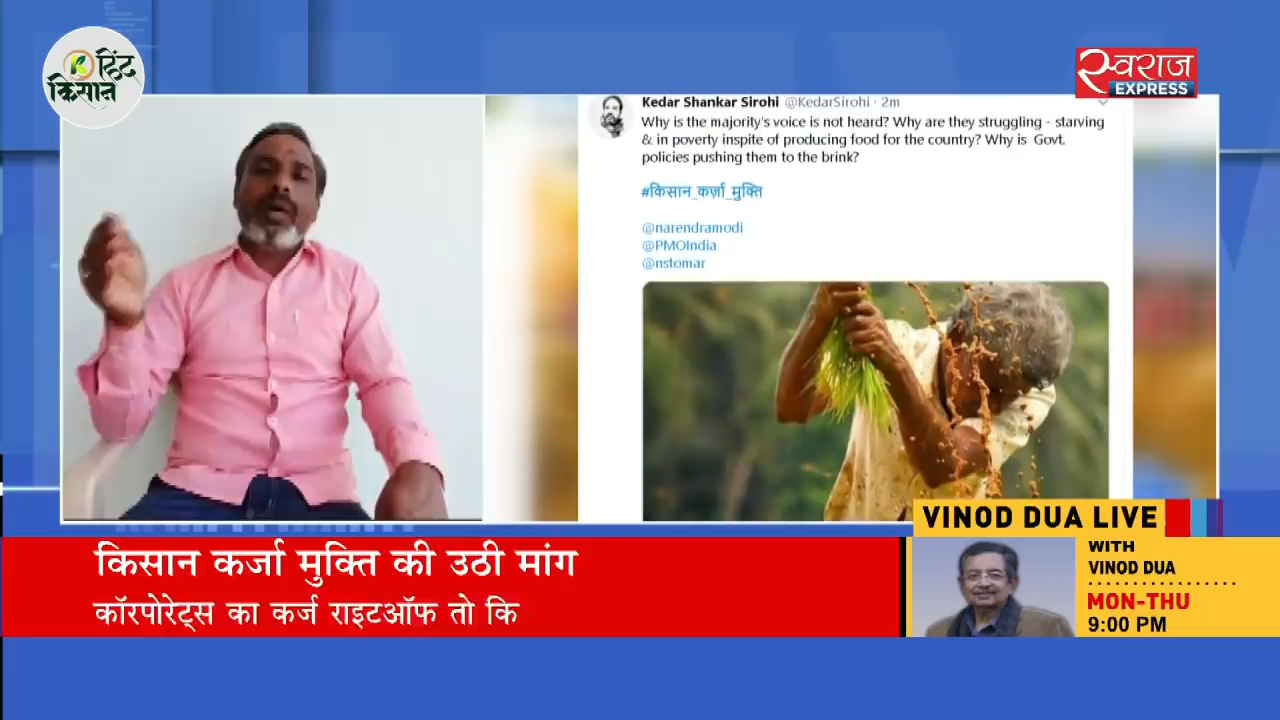 हिंद
किसान
स्वराज
EXPRESS
Kedar Shankar Sirohi @KedarSirohi · 2m
Why is the majority's voice is not heard? Why are they struggling - starving
& in poverty inspite of producing food for the country? Why is Govt.
policies pushing them to the brink?
#किसान_कर्ज़ा_मुक्ति
@narendramodi
@PMOIndia
@nstomar
VINOD DUA LIVE
WITH
VINOD DUA
MON-THU
9:00 PM
किसान कर्जा मुक्ति की उठी मांग
कॉरपोरेट्स का कर्ज राइटऑफ तो कि